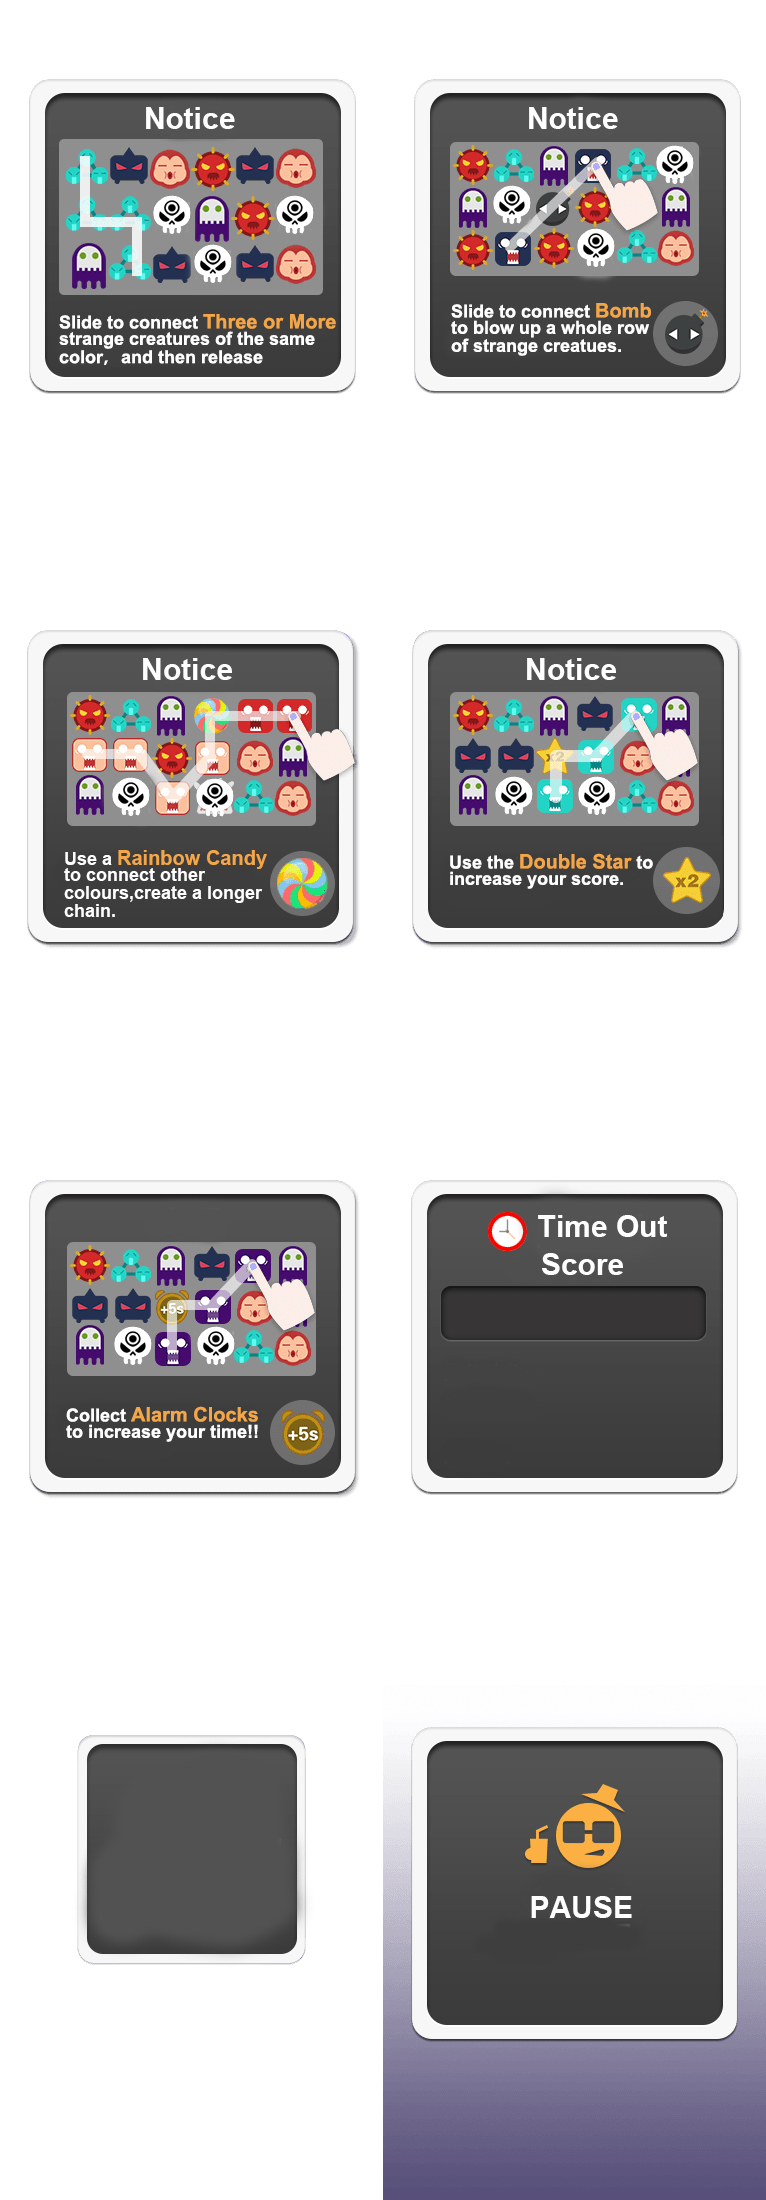 Notice
Slide to connect Three or More
strange creatures of the same
color, and then release
Notice
Slide to connect Bomb
to blow up a whole row
of strange creatues.
Notice
Use a Rainbow Candy
to connect other
colours,create a longer
chain.
Notice
x2
Use the Double Star to
increase your score.
x2
+5s
Collect Alarm Clocks
to increase your time!!
+5s
Time Out
Score
PAUSE